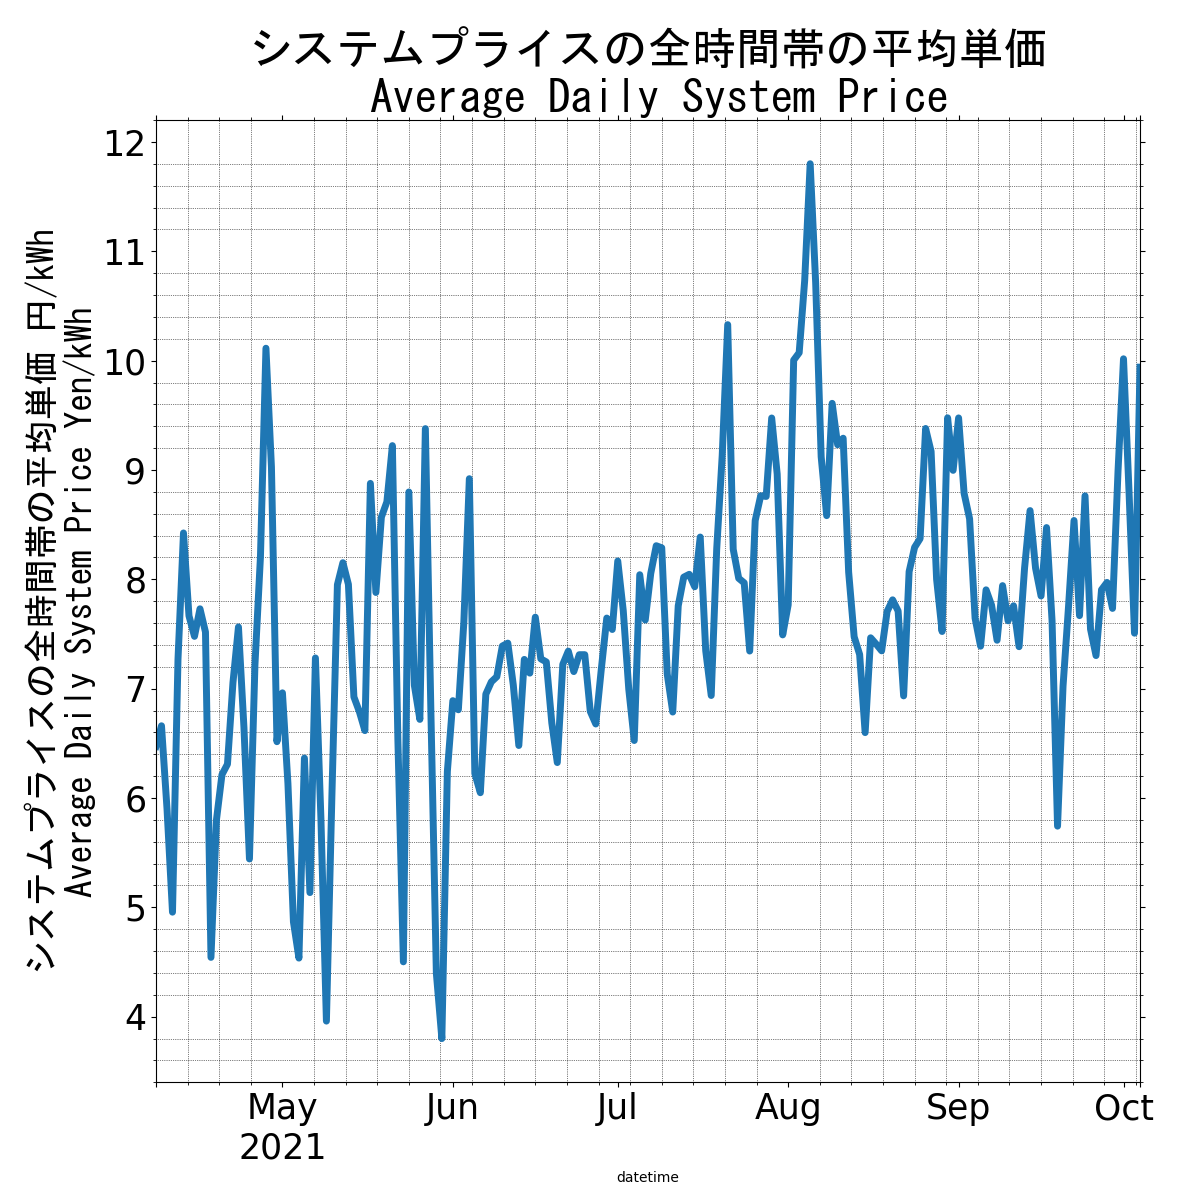 システムプライスの全時間帯の平均単価
Average Daily System Price
システムプライスの全時間帯の平均単価 円/kWh
Average Daily System Price Yen/kWh
12
11
10
9
8
7
6
5
4
May
2021
Jun
Jul
Aug
Sep
Oct
datetime